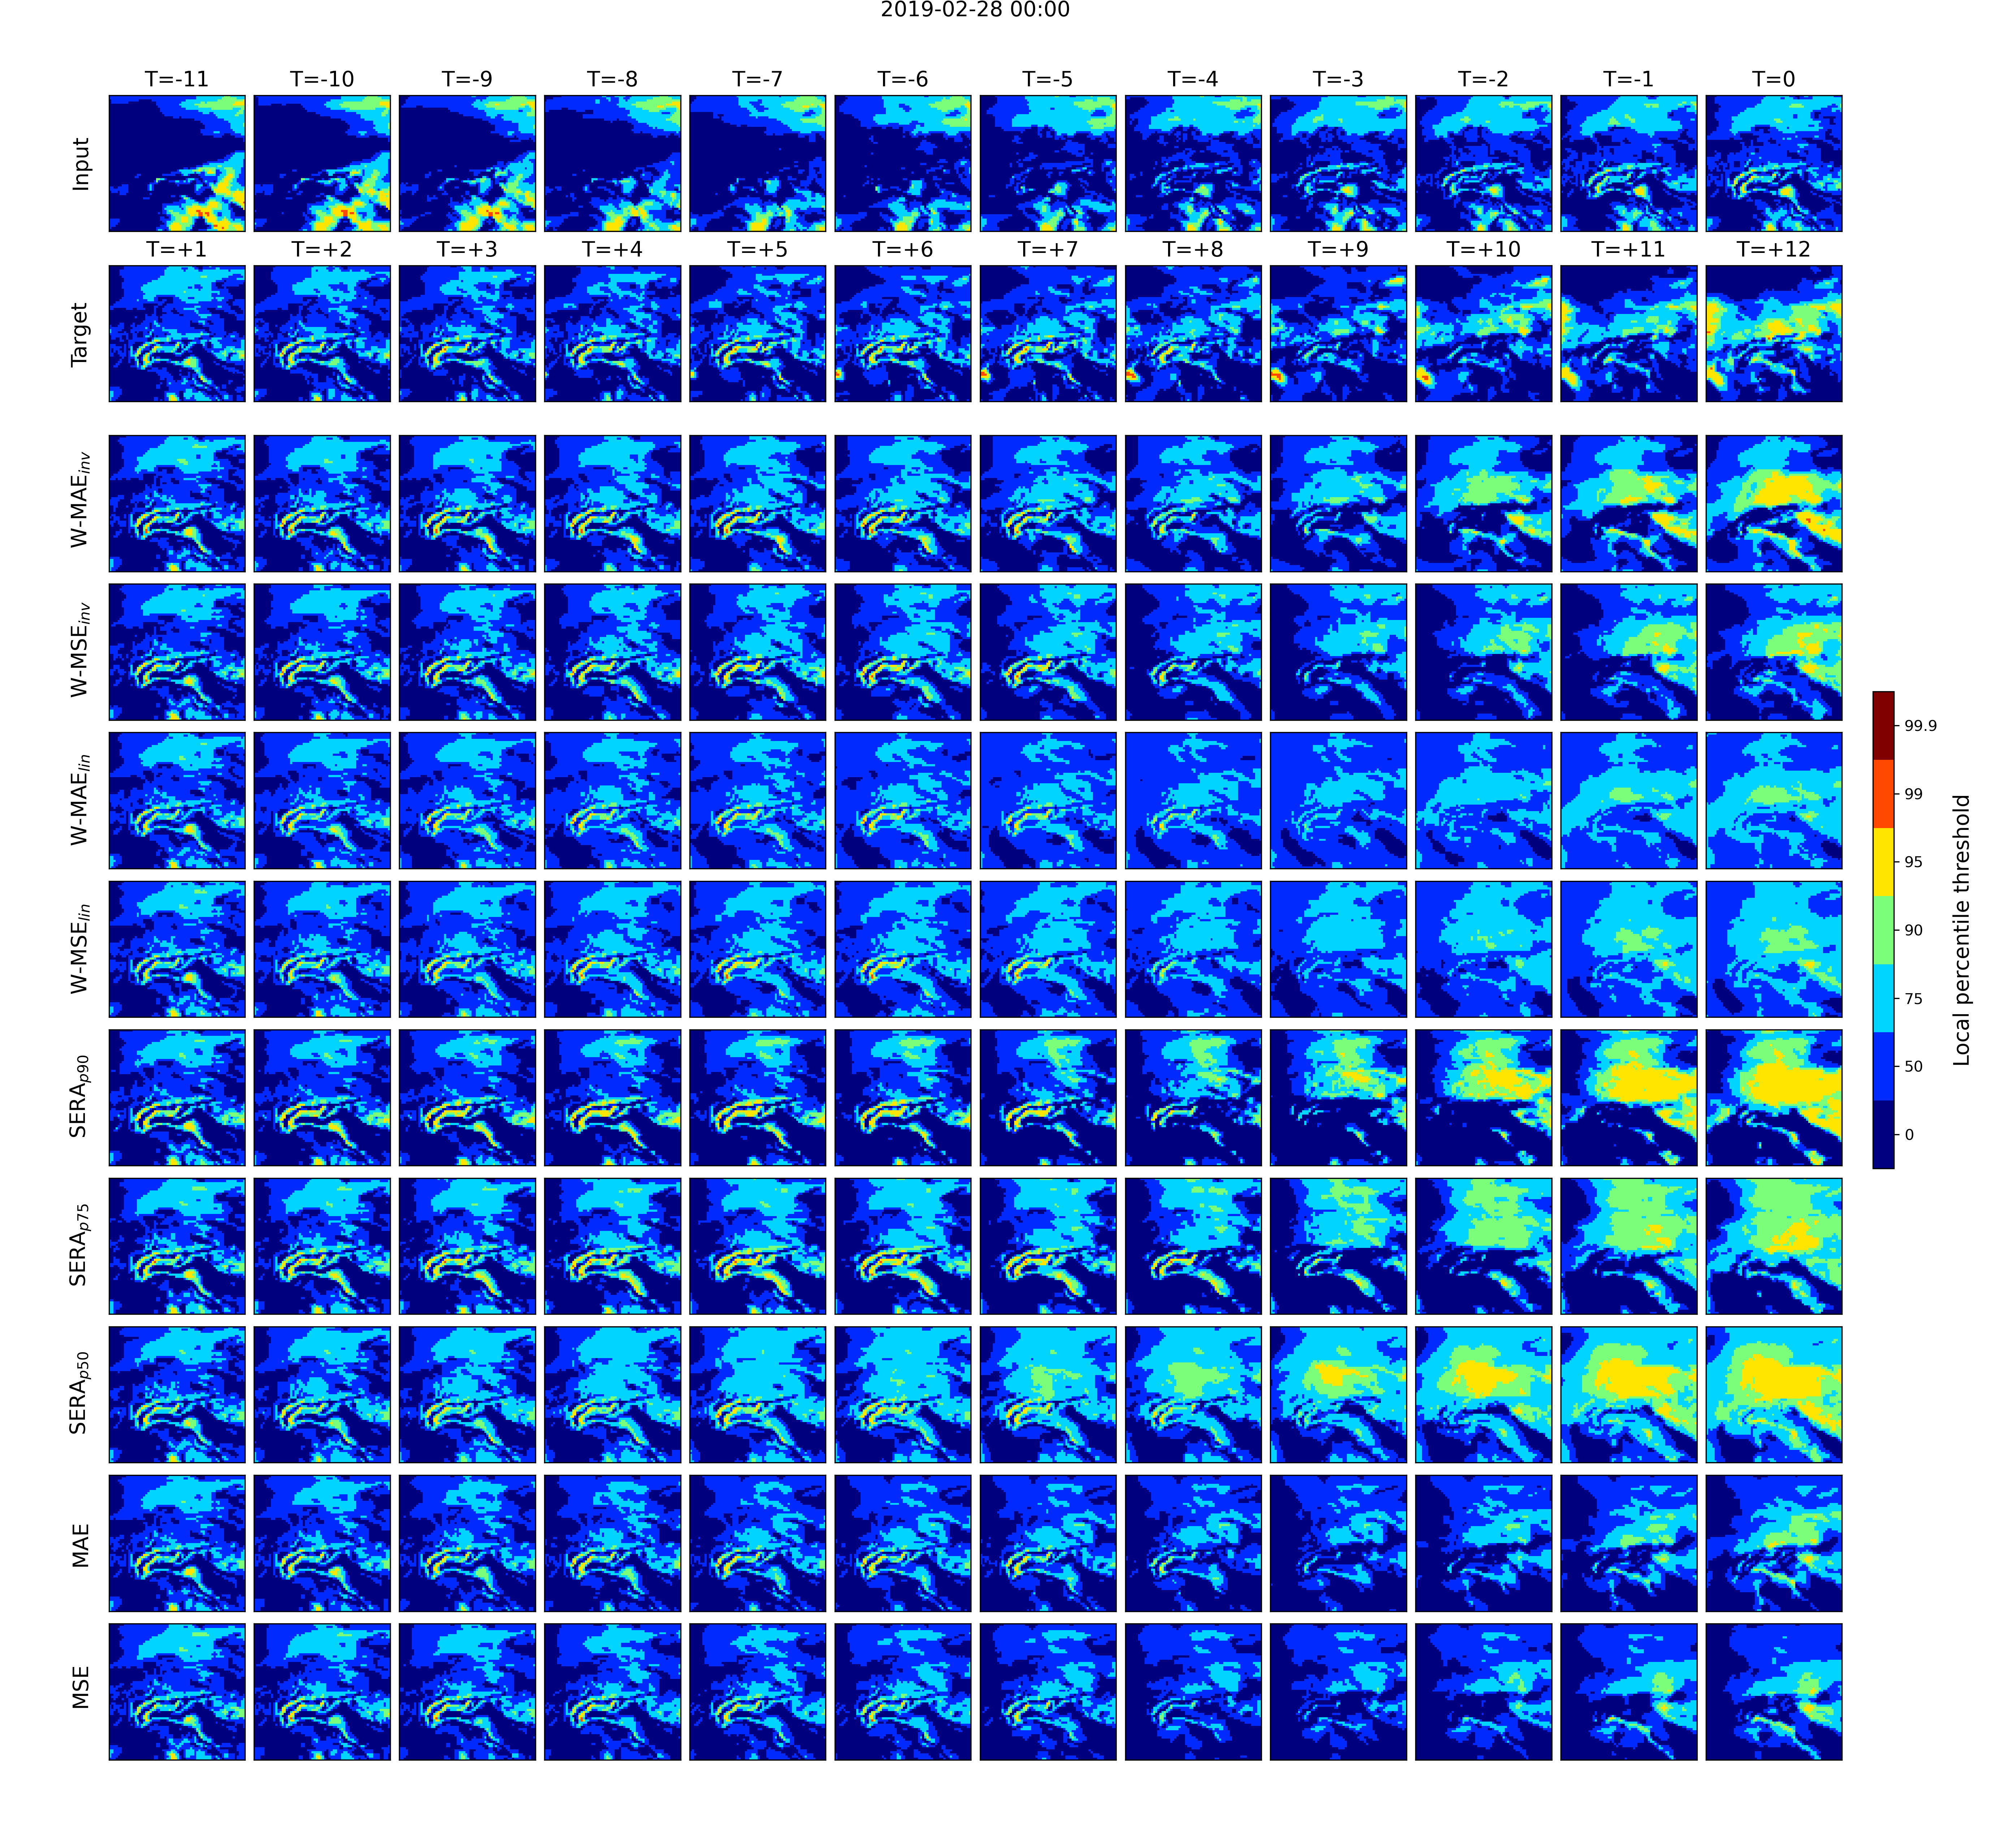 2019-02-28 00:00
T=-11 T=-10 T=-9 T=-8 T=-7 T=-6 T=-5 T=-4 T=-3 T=-2 T=-1 T=0
Input
T=+1 T=+2 T=+3 T=+4 T=+5 T=+6 T=+7 T=+8 T=+9 T=+10 T=+11 T=+12
Target
W-MAE_inv
W-MSE_inv
W-MAE_lin
W-MSE_lin
SERA_p90
SERA_p75
SERA_p50
MAE
MSE
99.9
99
95
90
75
50
0
Local percentile threshold